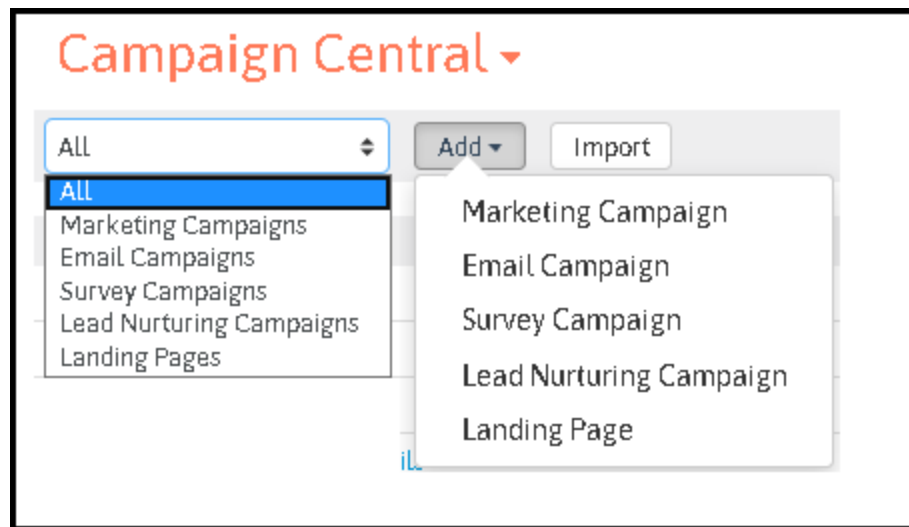 Campaign Central
All
Add
Import
All
Marketing Campaigns
Email Campaigns
Survey Campaigns
Lead Nurturing Campaigns
Landing Pages
Marketing Campaign
Email Campaign
Survey Campaign
Lead Nurturing Campaign
Landing Page